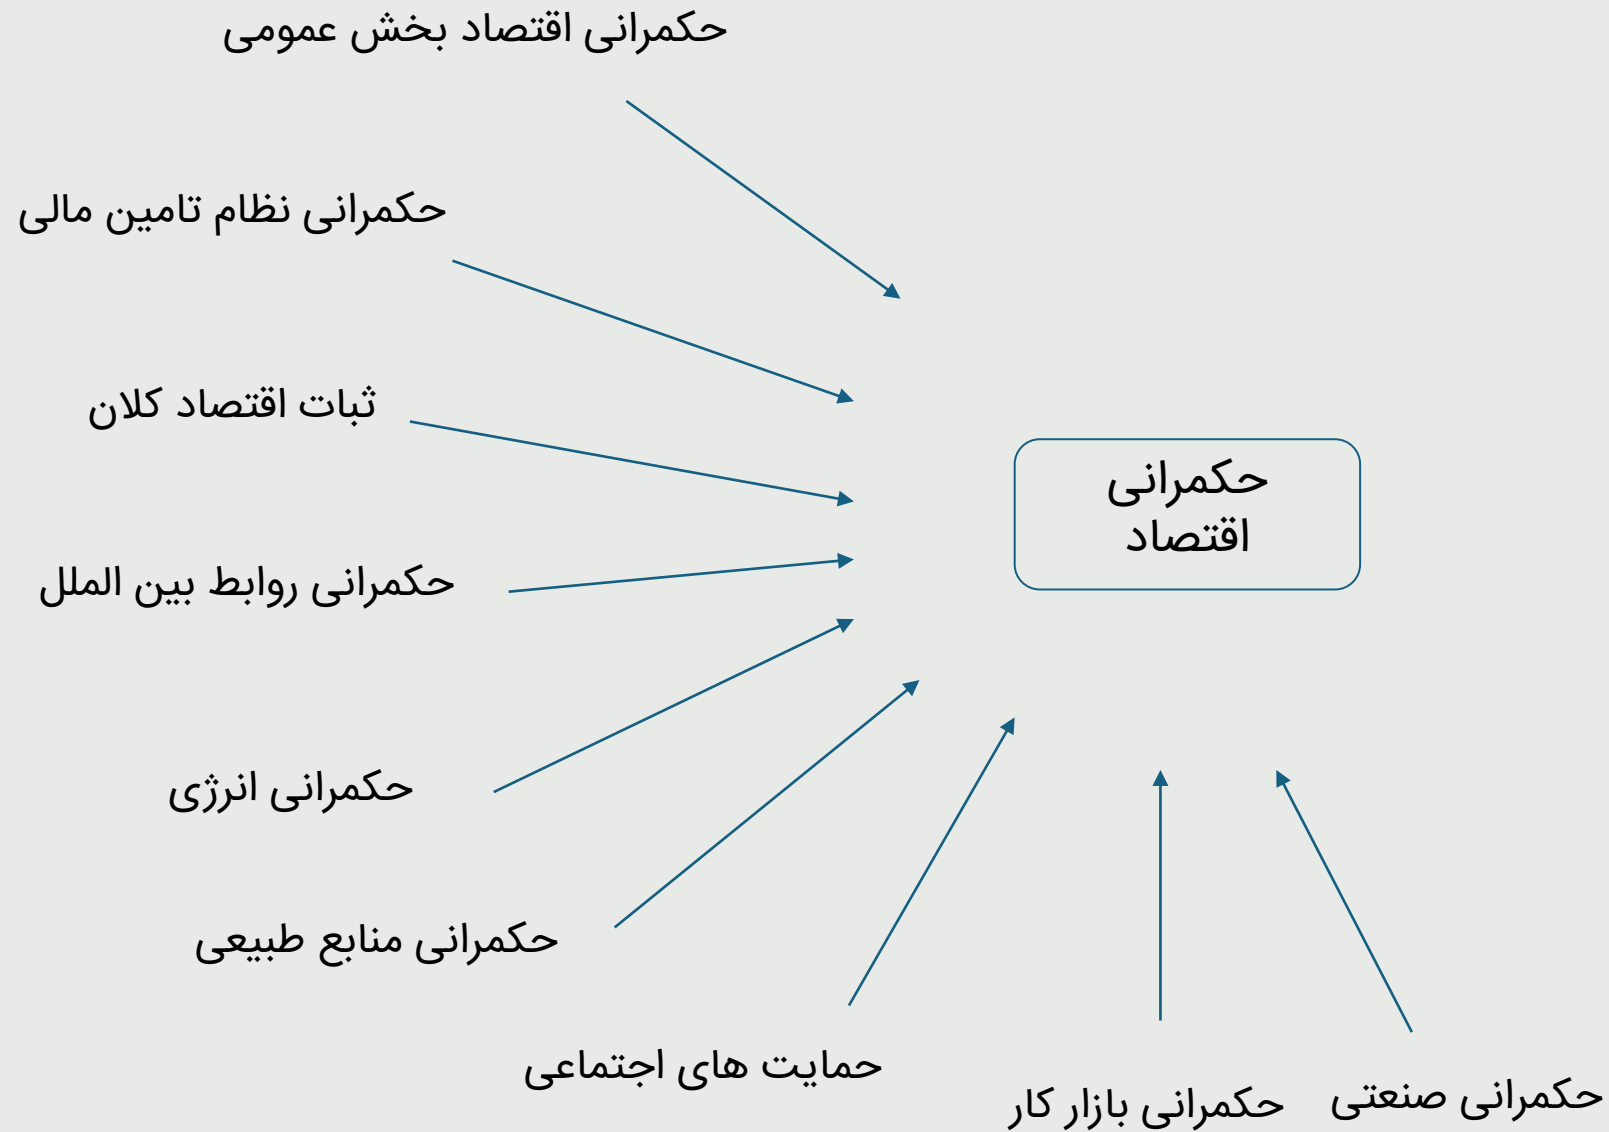 حکمرانی اقتصاد بخش عمومی
حکمرانی نظام تامین مالی
ثبات اقتصاد کلان
حکمرانی
اقتصاد
حکمرانی روابط بین الملل
حکمرانی انرژی
حکمرانی منابع طبیعی
حمایت های اجتماعی
حکمرانی صنعتی
حکمرانی بازار کار